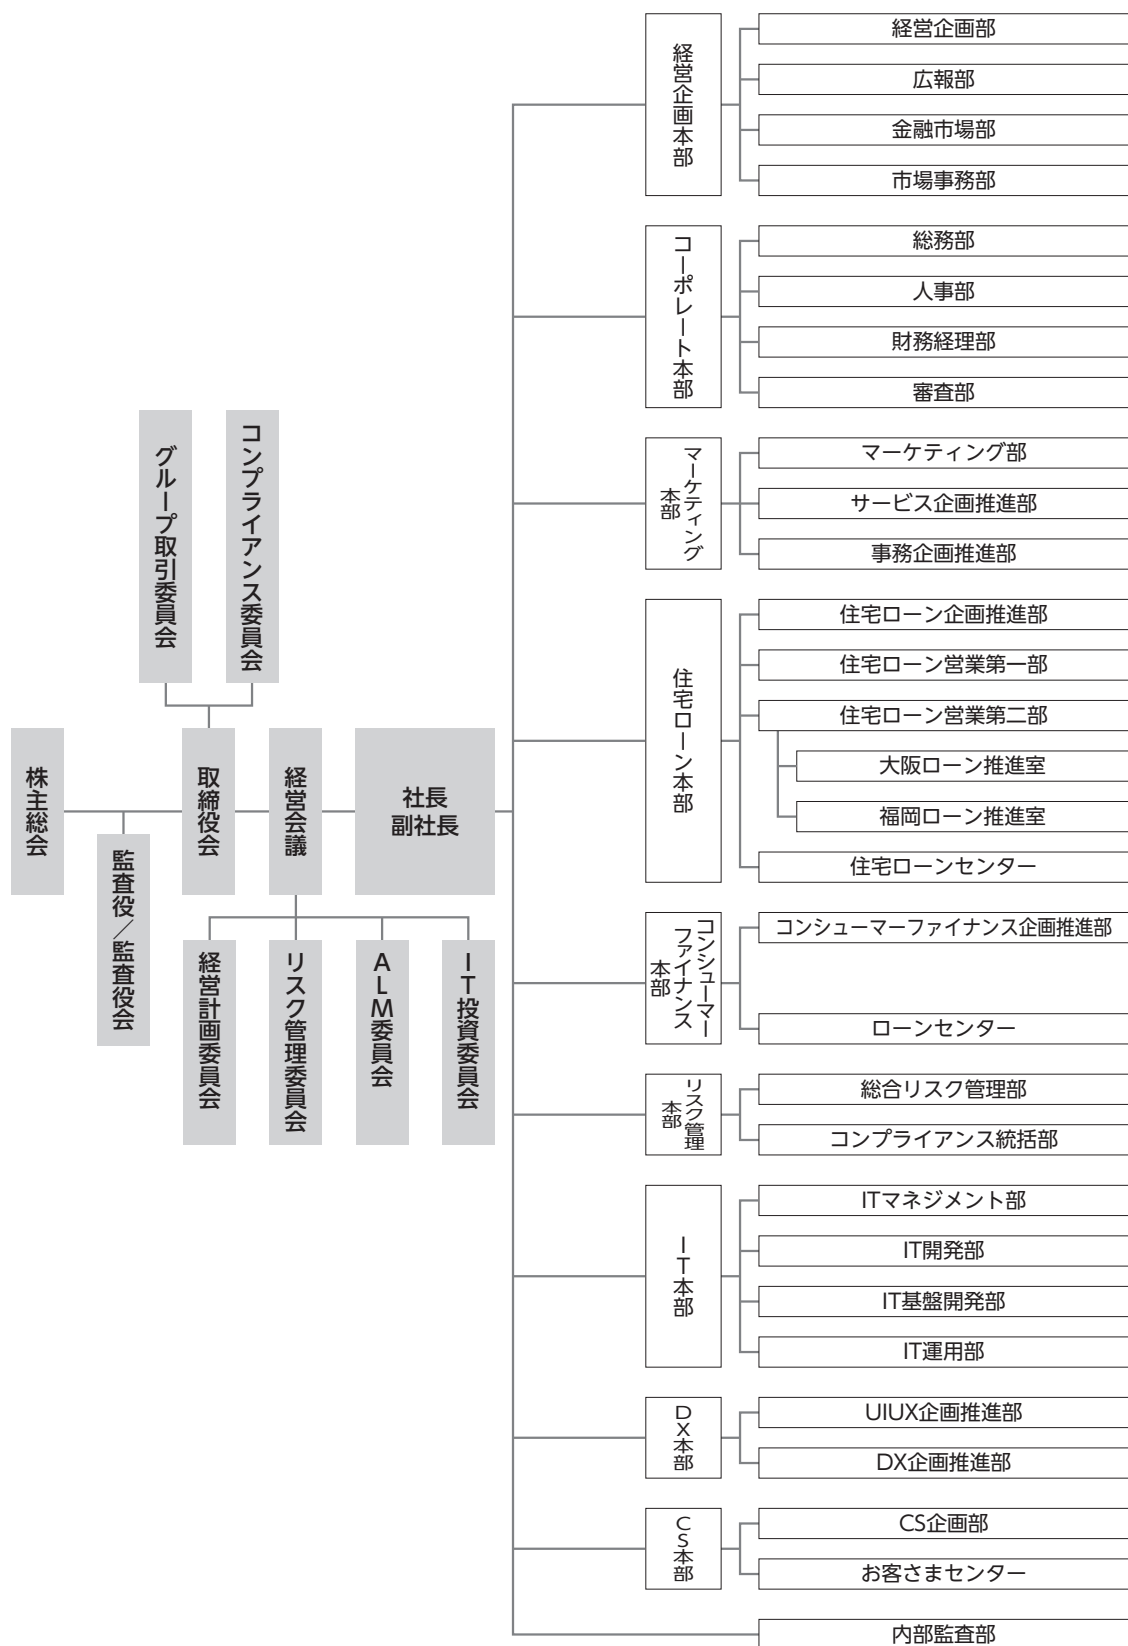 株主総会
監査役／監査役会
グループ取引委員会
コンプライアンス委員会
取締役会
経営会議
経営計画委員会
リスク管理委員会
ALM委員会
IT投資委員会
社長
副社長
経営企画本部
経営企画部
広報部
金融市場部
市場事務部
コーポレート本部
総務部
人事部
財務経理部
審査部
マーケティング
本部
マーケティング部
サービス企画推進部
事務企画推進部
住宅ローン本部
住宅ローン企画推進部
住宅ローン営業第一部
住宅ローン営業第二部
大阪ローン推進室
福岡ローン推進室
住宅ローンセンター
コンシューマー
ファイナンス
本部
コンシューマーファイナンス企画推進部
ローンセンター
リスク管理
本部
総合リスク管理部
コンプライアンス統括部
IT本部
ITマネジメント部
IT開発部
IT基盤開発部
IT運用部
DX本部
UIUX企画推進部
DX企画推進部
CS本部
CS企画部
お客さまセンター
内部監査部